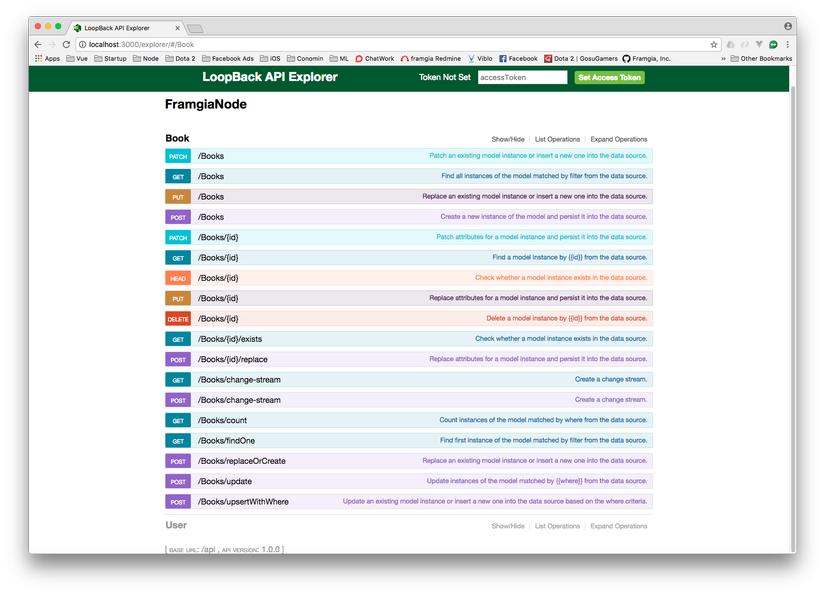 LoopBack API Explorer
localhost:3000/explorer/#/Book
Apps Vue Startup Node Dota 2 Facebook Ads iOS Conomin ML ChatWork framgia Redmine Viblo Facebook Dota 2 | GosuGamers Framgia, Inc. » Other Bookmarks
LoopBack API Explorer Token Not Set accessToken Set Access Token
FramgiaNode
Book Show/Hide List Operations Expand Operations
PATCH /Books Patch an existing model instance or insert a new one into the data source.
GET /Books Find all instances of the model matched by filter from the data source.
PUT /Books Replace an existing model instance or insert a new one into the data source.
POST /Books Create a new instance of the model and persist it into the data source.
PATCH /Books/{id} Patch attributes for a model instance and persist it into the data source.
GET /Books/{id} Find a model instance by {{id}} from the data source.
HEAD /Books/{id} Check whether a model instance exists in the data source.
PUT /Books/{id} Replace attributes for a model instance and persist it into the data source.
DELETE /Books/{id} Delete a model instance by {{id}} from the data source.
GET /Books/{id}/exists Check whether a model instance exists in the data source.
POST /Books/{id}/replace Replace attributes for a model instance and persist it into the data source.
GET /Books/change-stream Create a change stream.
POST /Books/change-stream Create a change stream.
GET /Books/count Count instances of the model matched by where from the data source.
GET /Books/findOne Find first instance of the model matched by filter from the data source.
POST /Books/replaceOrCreate Replace an existing model instance or insert a new one into the data source.
POST /Books/update Update instances of the model matched by {{where}} from the data source.
POST /Books/upsertWithWhere Update an existing model instance or insert a new one into the data source based on the where criteria.
User Show/Hide List Operations Expand Operations
[ BASE URL: /api , API VERSION: 1.0.0 ]